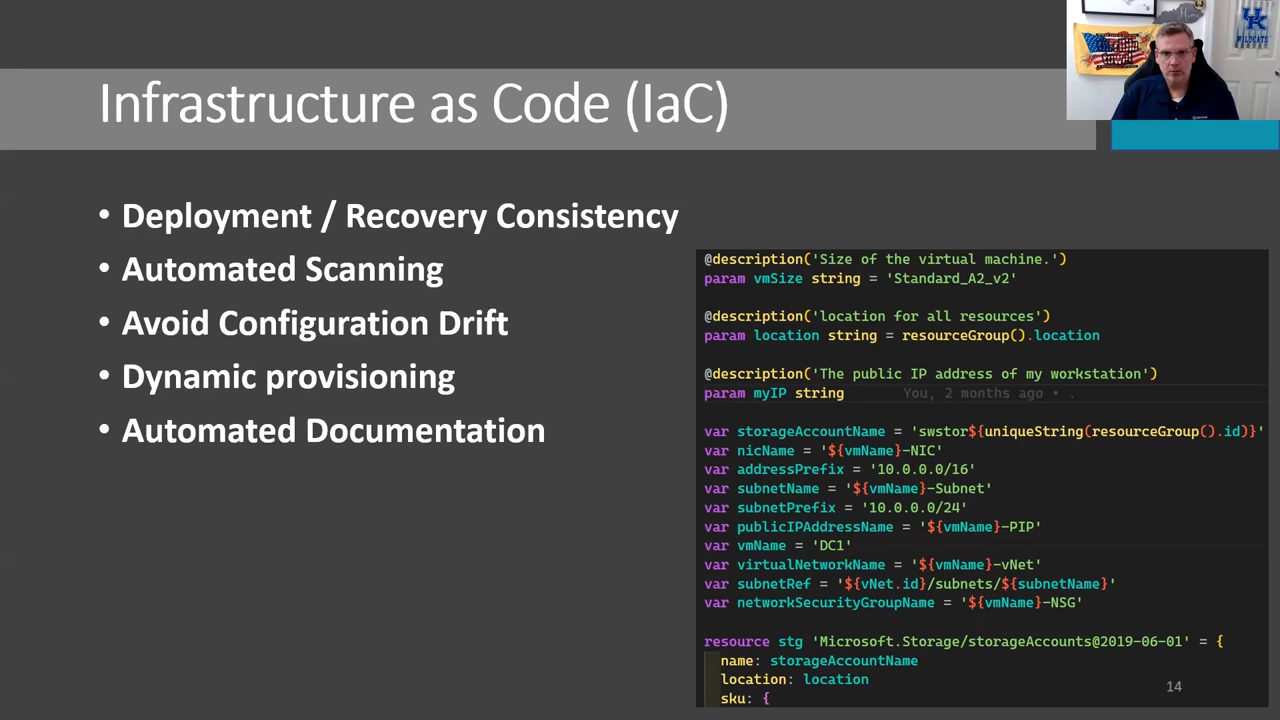 UK
WILDCATS
Infrastructure as Code (IaC)
• Deployment / Recovery Consistency
• Automated Scanning
• Avoid Configuration Drift
• Dynamic provisioning
• Automated Documentation
@description('Size of the virtual machine.')
param vmSize string = 'Standard_A2_v2'
@description('location for all resources')
param location string = resourceGroup().location
@description('The public IP address of my workstation')
param myIP string You, 2 months ago • .
var storageAccountName = 'swstor${uniqueString(resourceGroup().id)}'
var nicName = '${vmName}-NIC'
var addressPrefix = '10.0.0.0/16'
var subnetName = '${vmName}-Subnet'
var subnetPrefix = '10.0.0.0/24'
var publicIPAddressName = '${vmName}-PIP'
var vmName = 'DC1'
var virtualNetworkName = '${vmName}-vNet'
var subnetRef = '${vNet.id}/subnets/${subnetName}'
var networkSecurityGroupName = '${vmName}-NSG'
resource stg 'Microsoft.Storage/storageAccounts@2019-06-01' = {
name: storageAccountName
location: location
sku: {
14